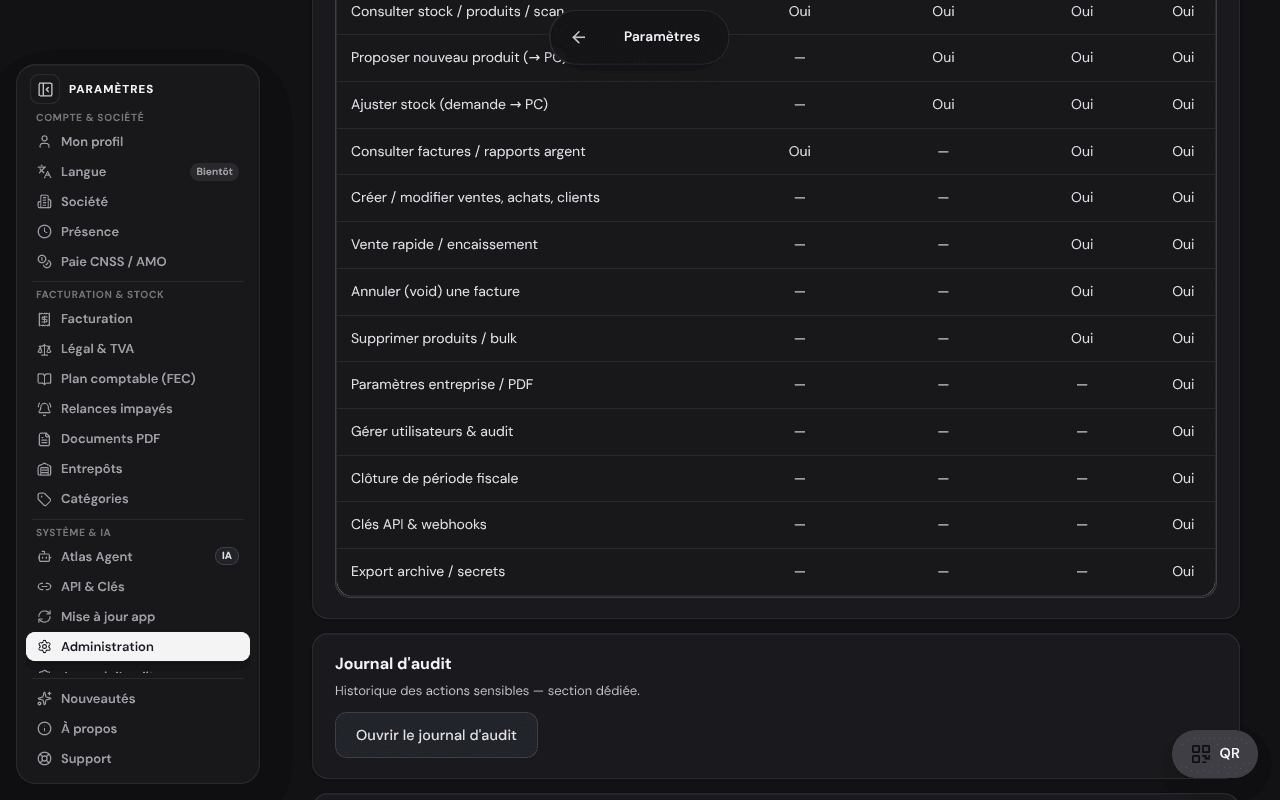 Consulter stock / produits / scan Oui Oui Oui Oui
Paramètres
Proposer nouveau produit (→ PC) — Oui Oui Oui
PARAMÈTRES
Ajuster stock (demande → PC) — Oui Oui Oui
COMPTE & SOCIÉTÉ
Mon profil
Consulter factures / rapports argent Oui — Oui Oui
Langue Bientôt
Société
Créer / modifier ventes, achats, clients — — Oui Oui
Présence
Vente rapide / encaissement — — Oui Oui
Paie CNSS / AMO
Annuler (void) une facture — — Oui Oui
FACTURATION & STOCK
Facturation
Supprimer produits / bulk — — Oui Oui
Légal & TVA
Plan comptable (FEC)
Paramètres entreprise / PDF — — — Oui
Relances impayés
Gérer utilisateurs & audit — — — Oui
Documents PDF
Entrepôts
Clôture de période fiscale — — — Oui
Catégories
Clés API & webhooks — — — Oui
SYSTÈME & IA
Atlas Agent IA
Export archive / secrets — — — Oui
API & Clés
Mise à jour app
Administration
Journal d'audit
Historique des actions sensibles — section dédiée.
Nouveautés
À propos
Ouvrir le journal d'audit
Support
QR